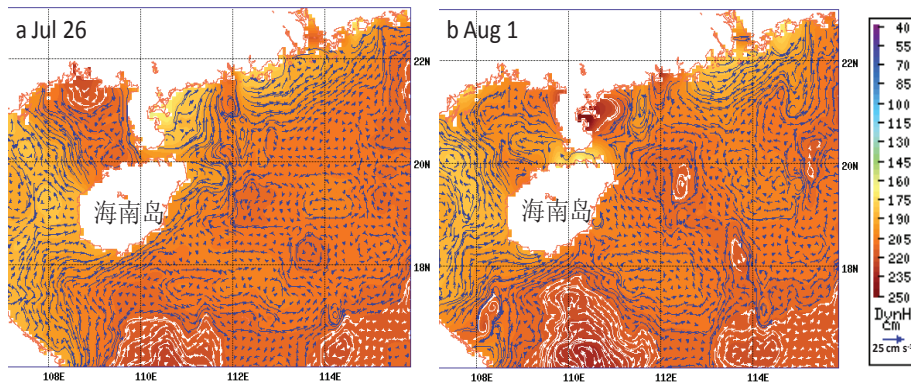 a Jul 26
22N
20N
18N
海南岛
108E
110E
112E
114E
b Aug 1
22N
20N
18N
海南岛
108E
110E
112E
114E
40
55
70
85
100
115
130
145
160
175
190
205
220
235
250
DynH
cm
25 cm s⁻¹